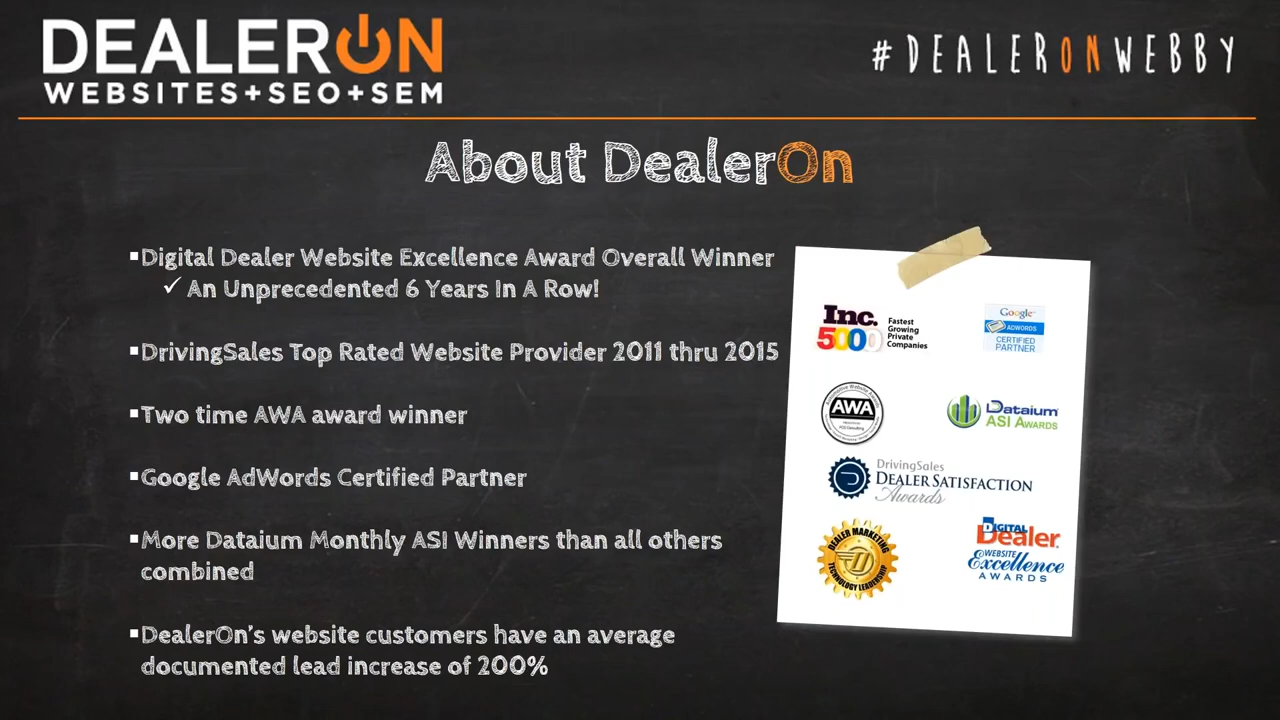 DEALERON
WEBSITES+SEO+SEM
#DEALERONWEBBY
About DealerOn
▪Digital Dealer Website Excellence Award Overall Winner
✓ An Unprecedented 6 Years In A Row!
▪DrivingSales Top Rated Website Provider 2011 thru 2015
▪Two time AWA award winner
▪Google AdWords Certified Partner
▪More Dataium Monthly ASI Winners than all others
combined
▪DealerOn's website customers have an average
documented lead increase of 200%
Inc.
5000
Fastest
Growing
Private
Companies
Google
ADWORDS
CERTIFIED
PARTNER
AWA
Dataium
ASI AWARDS
DrivingSales
DEALER SATISFACTION
Awards
DEALER MARKETING
TECHNOLOGY LEADERSHIP
DIGITAL
Dealer
WEBSITE
Excellence
AWARDS